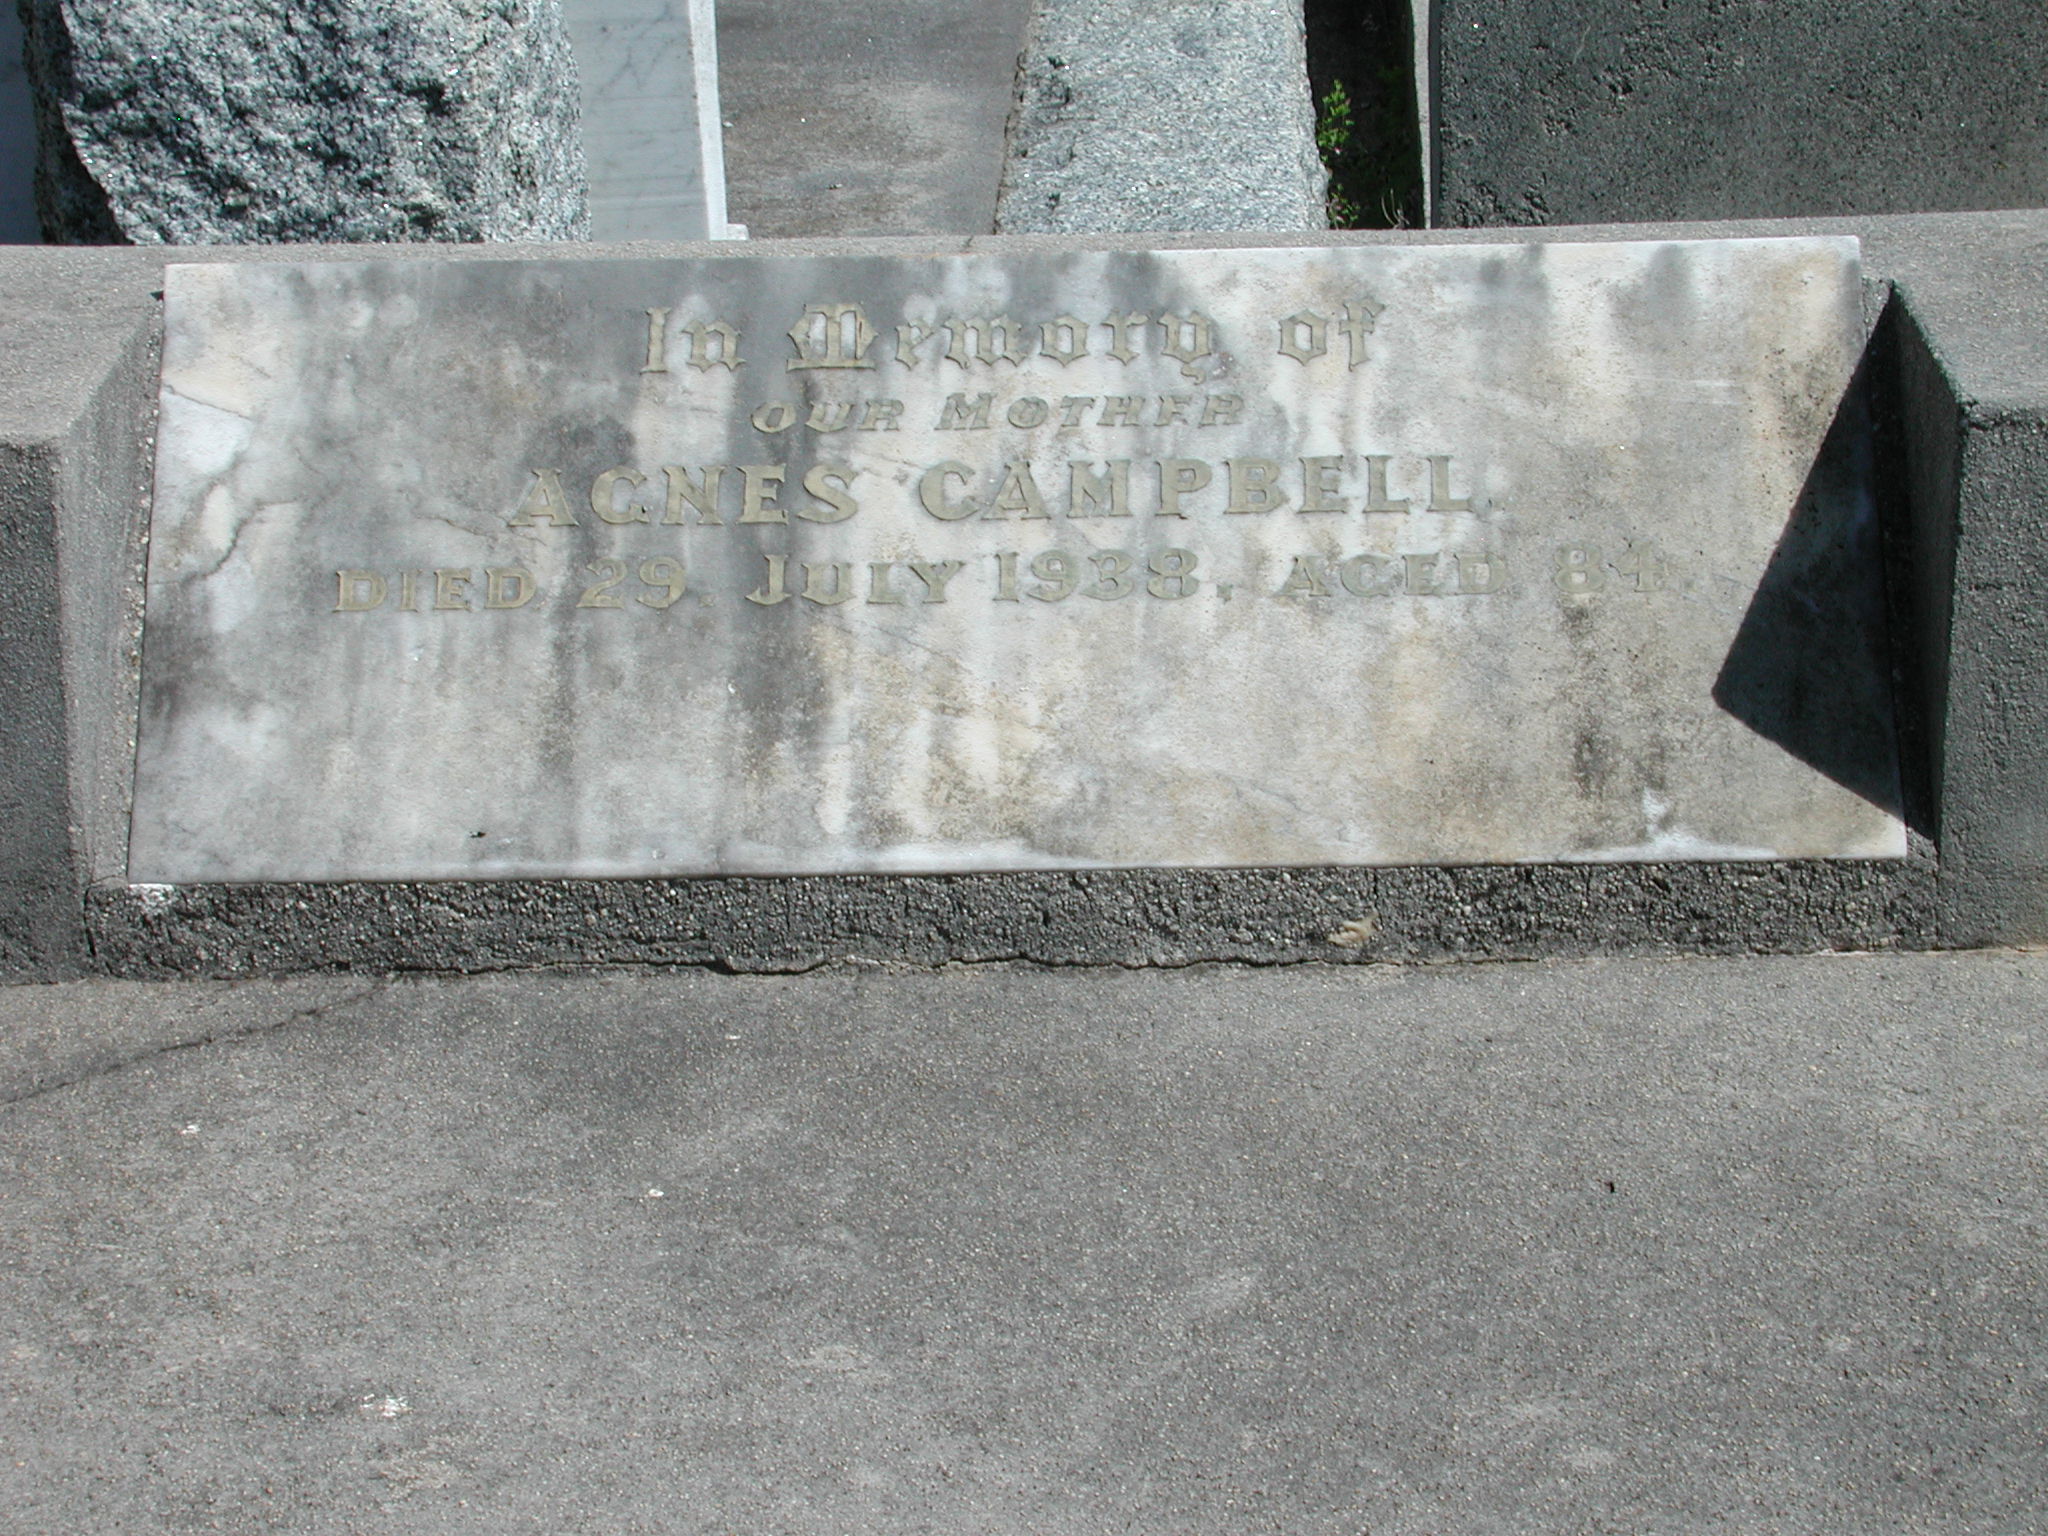 In Memory of
OUR MOTHER
AGNES CAMPBELL.
DIED 29. JULY 1938, AGED 84.